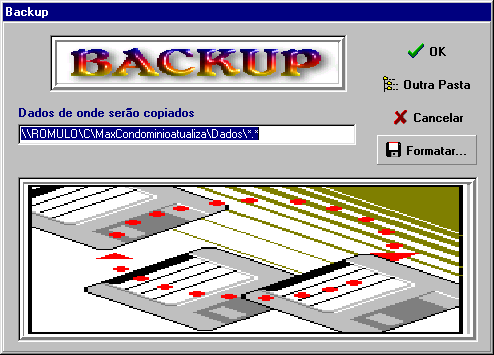 Backup
BACKUP
OK
Outra Pasta
Dados de onde serão copiados
Cancelar
\\ROMULO\C\MaxCondominioatualiza\Dados\*.*
Formatar...